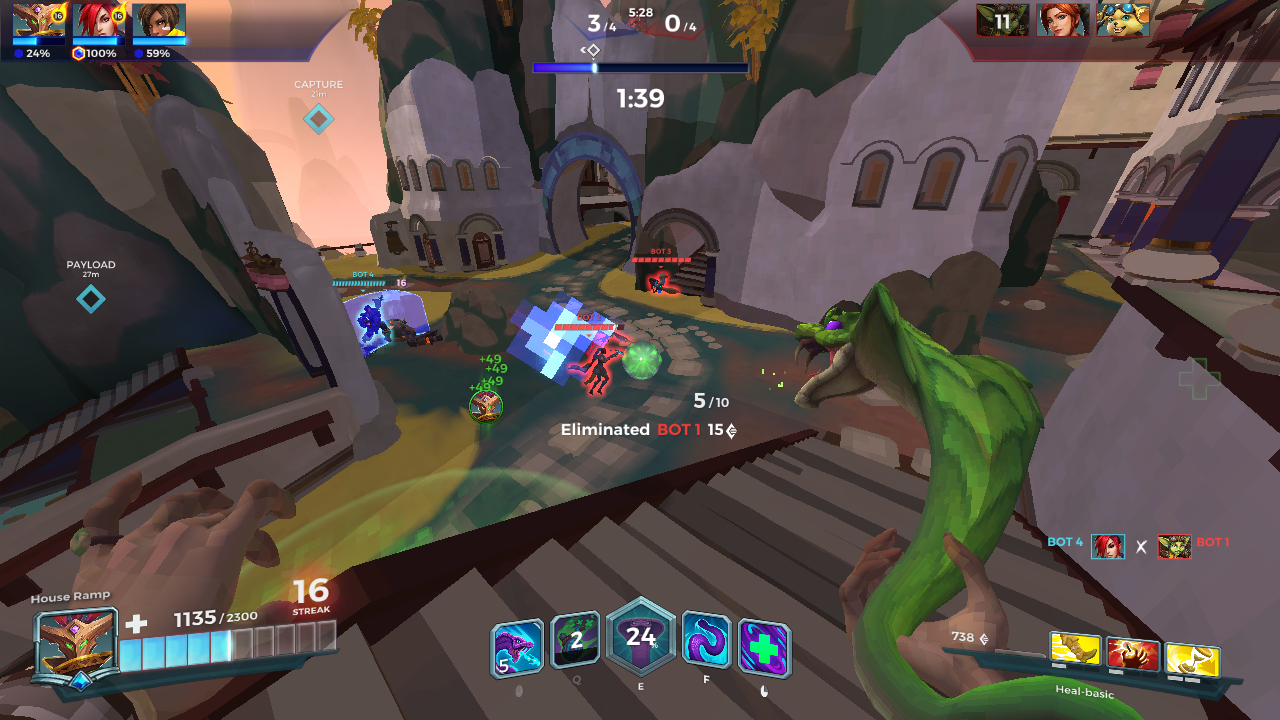 16
16
24%
100%
59%
3/4
5:28
0/4
11
1:39
CAPTURE
21m
PAYLOAD
27m
BOT 4
16
BOT 3
+49
+49
+49
+49
5/10
Eliminated BOT 1 15
BOT 4 X BOT 1
House Ramp
1135/2300
16
STREAK
5
2
24%
Q
E
F
738
Heal-basic